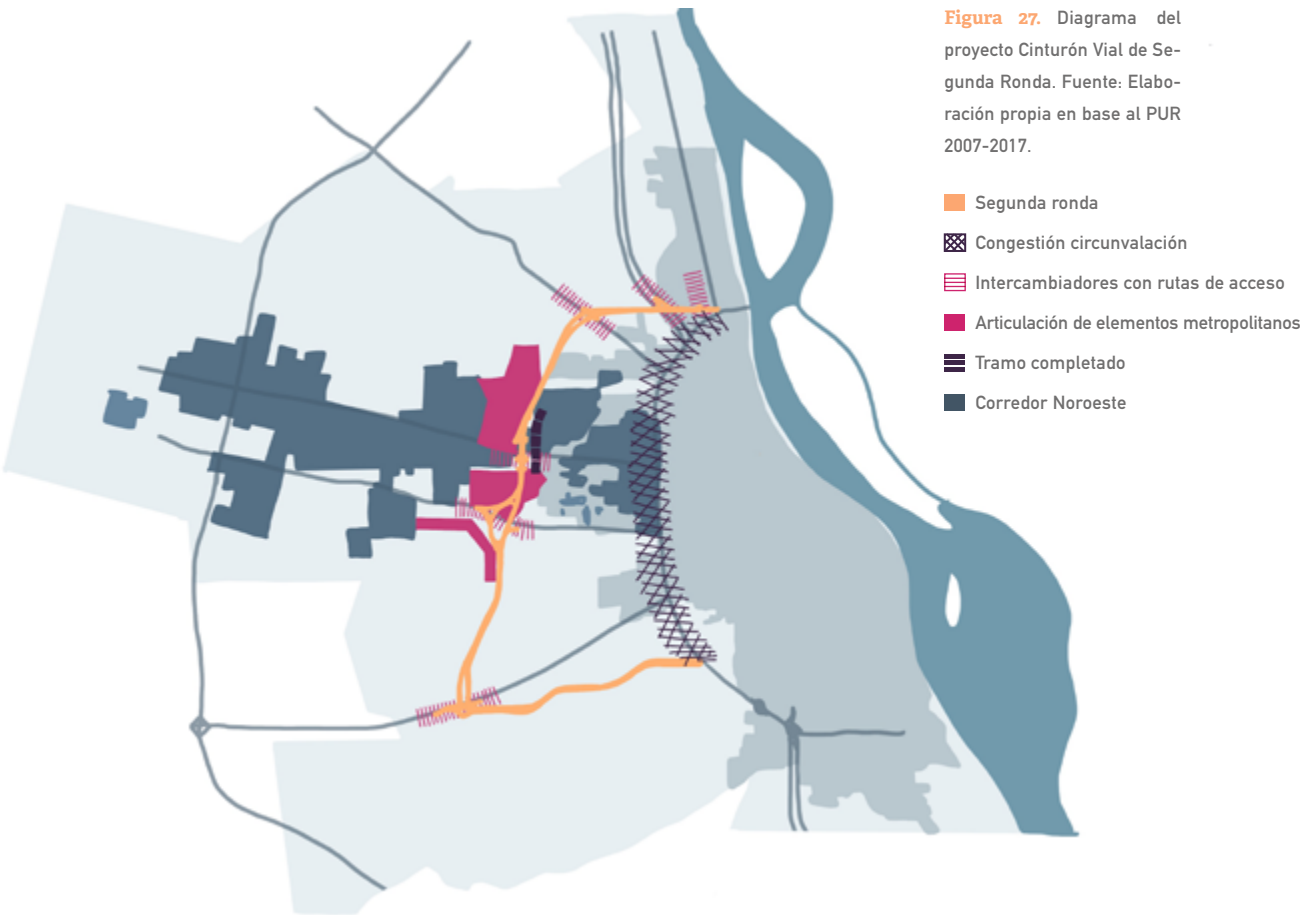 Figura 27. Diagrama del
proyecto Cinturón Vial de Se-
gunda Ronda. Fuente: Elabo-
ración propia en base al PUR
2007-2017.
Segunda ronda
Congestión circunvalación
Intercambiadores con rutas de acceso
Articulación de elementos metropolitanos
Tramo completado
Corredor Noroeste